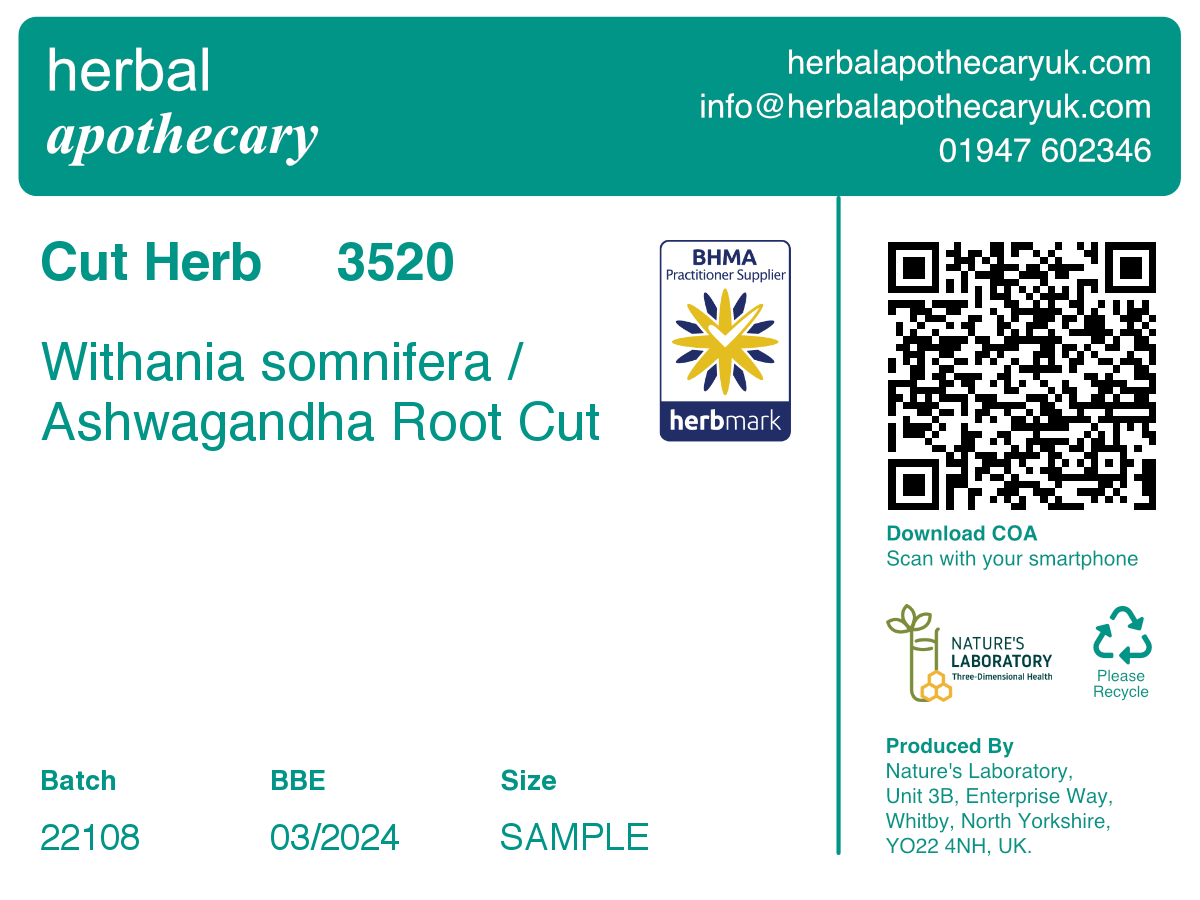 herbal
apothecary
herbalapothecaryuk.com
info@herbalapothecaryuk.com
01947 602346
Cut Herb 3520
Withania somnifera /
Ashwagandha Root Cut
BHMA
Practitioner Supplier
herbmark
Download COA
Scan with your smartphone
NATURE'S
LABORATORY
Three-Dimensional Health
Please
Recycle
Batch BBE Size
22108 03/2024 SAMPLE
Produced By
Nature's Laboratory,
Unit 3B, Enterprise Way,
Whitby, North Yorkshire,
YO22 4NH, UK.